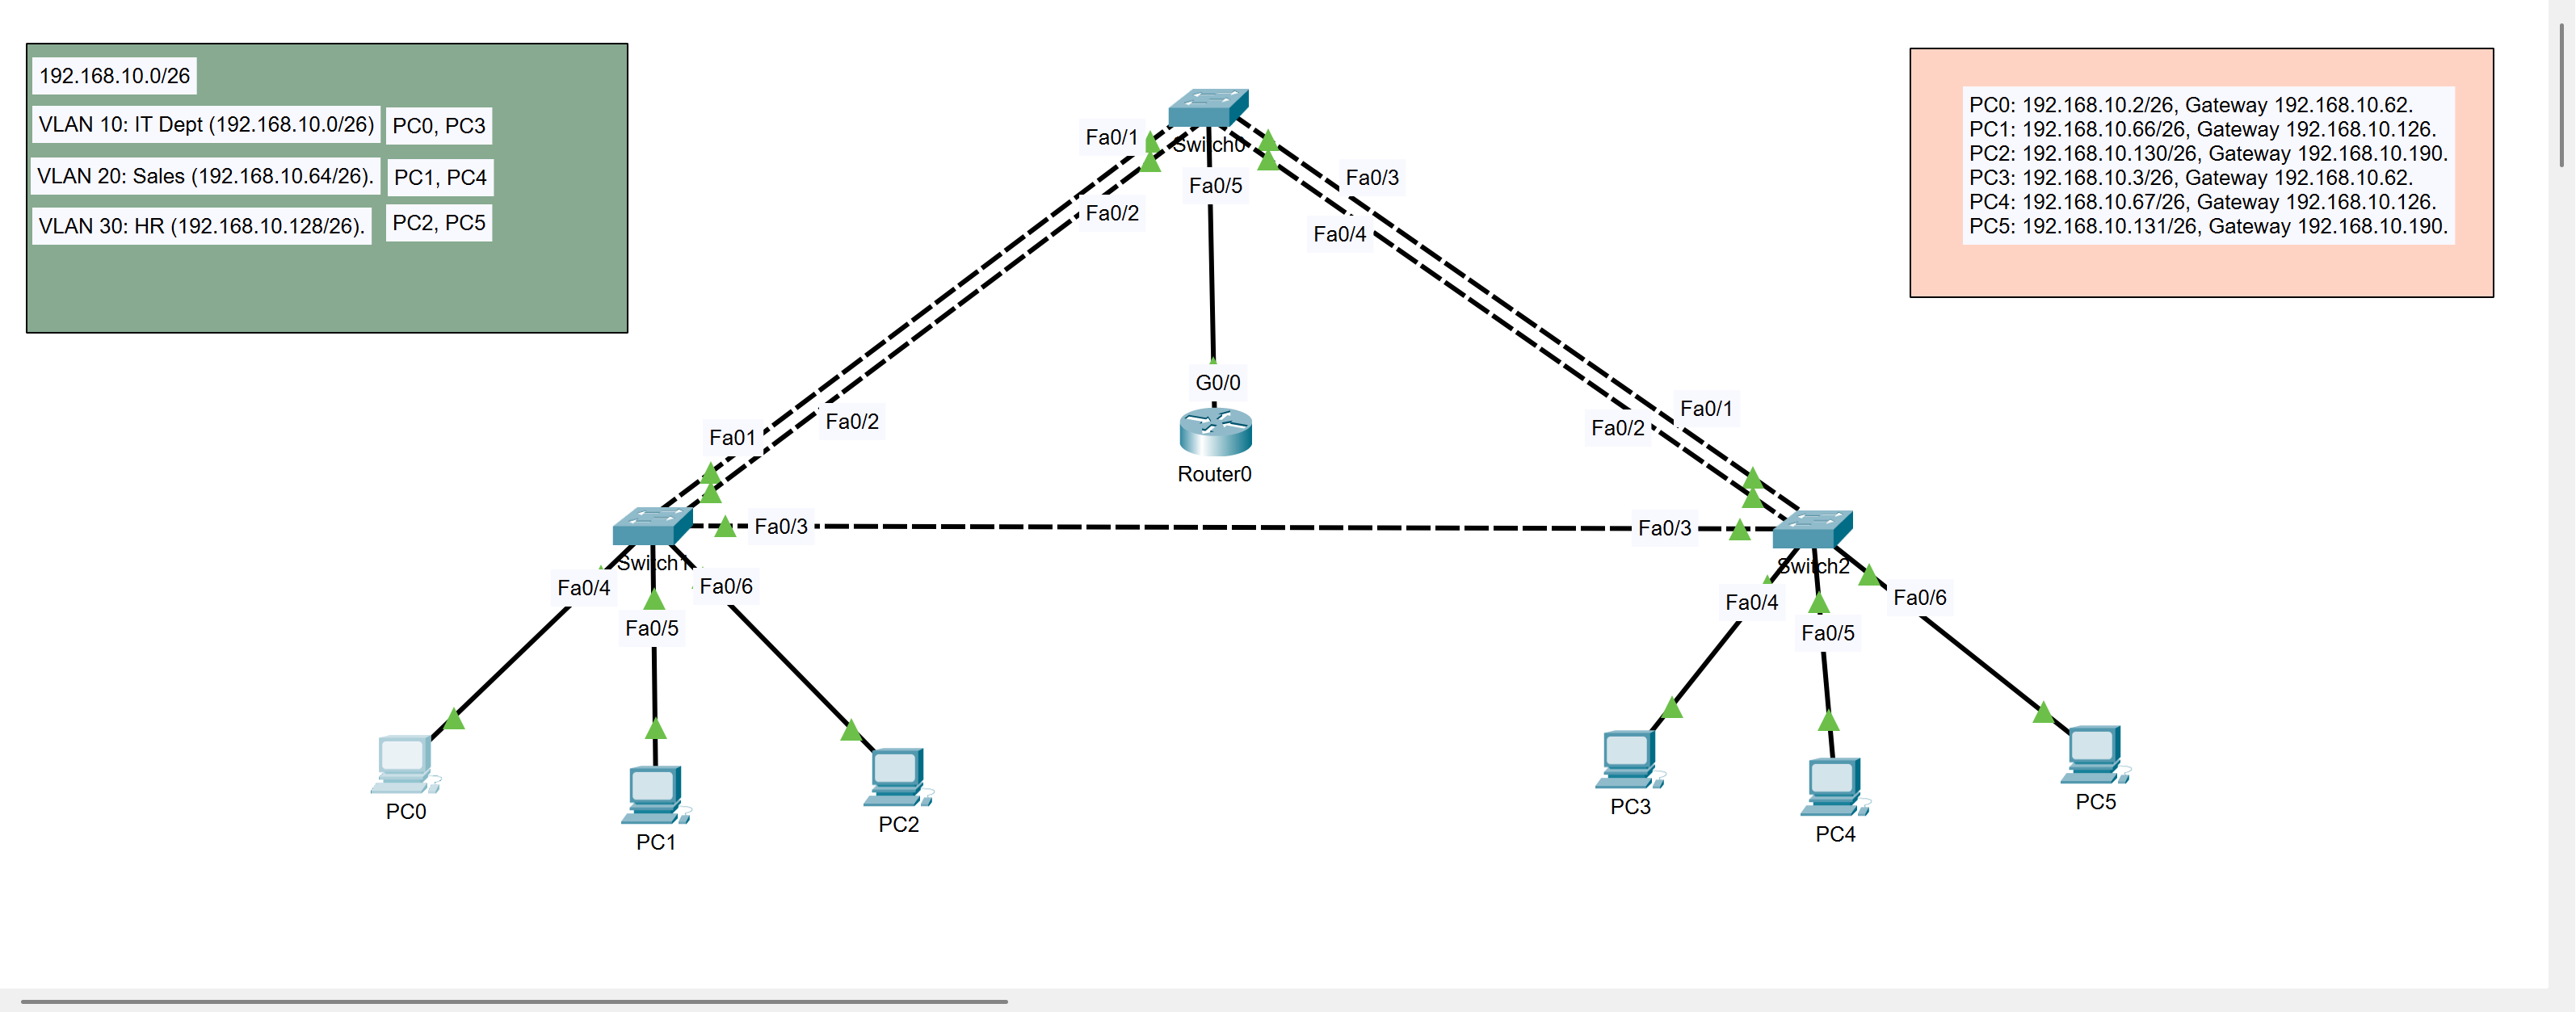 192.168.10.0/26
VLAN 10: IT Dept (192.168.10.0/26)
PC0, PC3
VLAN 20: Sales (192.168.10.64/26).
PC1, PC4
VLAN 30: HR (192.168.10.128/26).
PC2, PC5
PC0: 192.168.10.2/26, Gateway 192.168.10.62.
PC1: 192.168.10.66/26, Gateway 192.168.10.126.
PC2: 192.168.10.130/26, Gateway 192.168.10.190.
PC3: 192.168.10.3/26, Gateway 192.168.10.62.
PC4: 192.168.10.67/26, Gateway 192.168.10.126.
PC5: 192.168.10.131/26, Gateway 192.168.10.190.
Fa0/1
Switch0
Fa0/3
Fa0/5
Fa0/2
Fa0/4
G0/0
Router0
Fa01
Fa0/2
Fa0/2
Fa0/1
Fa0/3
Fa0/3
Switch1
Switch2
Fa0/4
Fa0/6
Fa0/5
Fa0/4
Fa0/6
Fa0/5
PC0
PC1
PC2
PC3
PC4
PC5